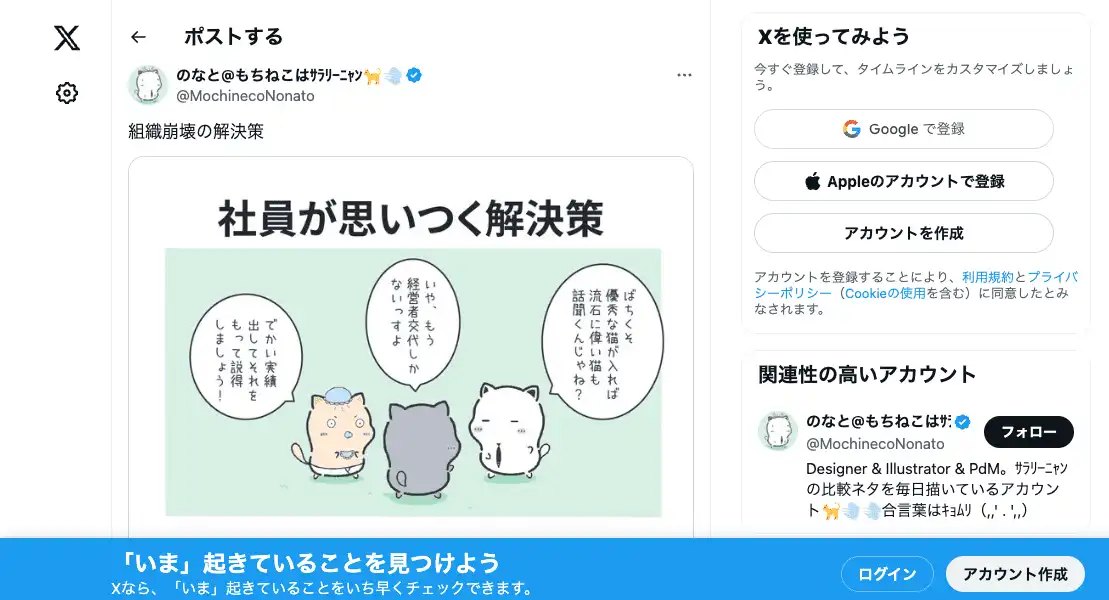 ポストする
のなと@もちねこはｻﾗﾘｰﾆｬﾝ🐈💨
@MochinecoNonato
組織崩壊の解決策
社員が思いつく解決策
でかい実績
出してそれを
もって説得
しましょう！
いや、もう
経営者交代しか
ないっすよ
ばちくそ
優秀な猫が入れば
流石に偉い猫も
話聞くんじゃね？
Xを使ってみよう
今すぐ登録して、タイムラインをカスタマイズしましょ
う。
Google で登録
Appleのアカウントで登録
アカウントを作成
アカウントを登録することにより、利用規約とプライバ
シーポリシー（Cookieの使用を含む）に同意したとみ
なされます。
関連性の高いアカウント
のなと@もちねこはｻﾗ
@MochinecoNonato
フォロー
Designer & Illustrator & PdM。ｻﾗﾘｰﾆｬﾝ
の比較ネタを毎日描いているアカウン
ト🐈💨💨合言葉はｷｮﾑﾘ（,,' . ',,）
「いま」起きていることを見つけよう
Xなら、「いま」起きていることをいち早くチェックできます。
ログイン
アカウント作成